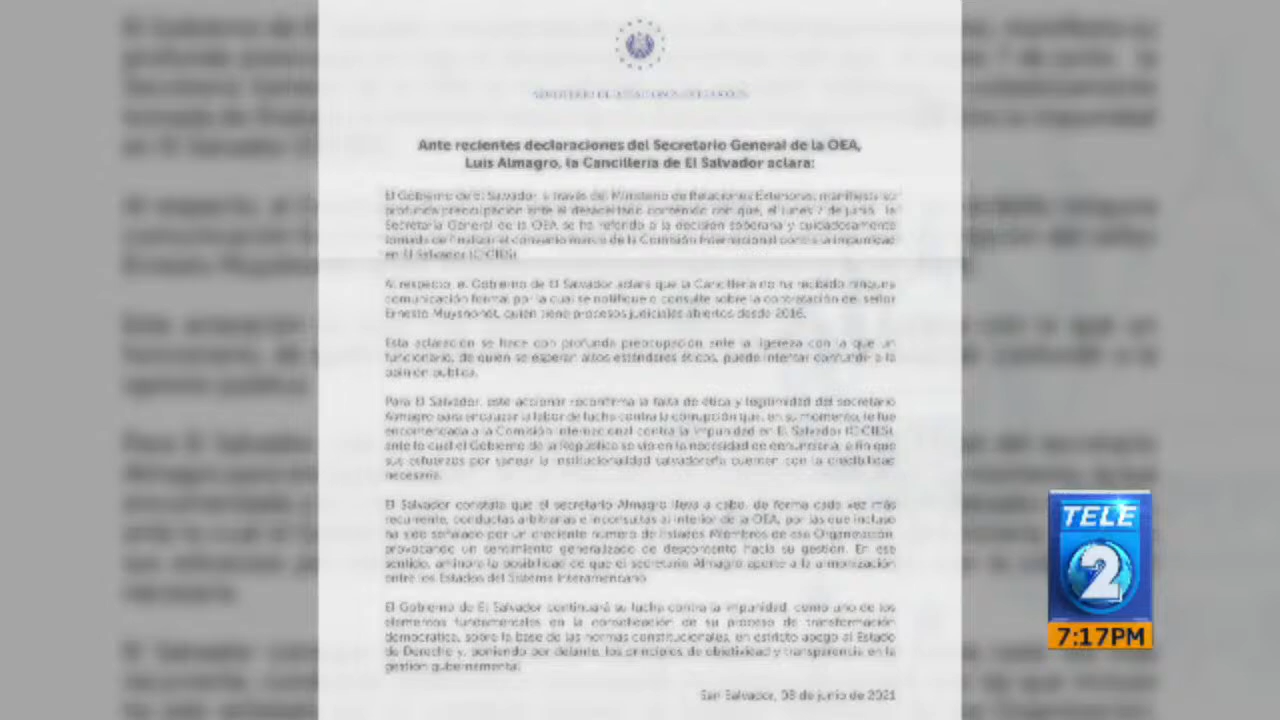 MINISTERIO DE RELACIONES EXTERIORES
Ante recientes declaraciones del Secretario General de la OEA,
Luis Almagro, la Cancillería de El Salvador aclara:
El Gobierno de El Salvador, a través del Ministerio de Relaciones Exteriores, manifiesta su
profunda preocupación ante el desacertado contenido con que, el lunes 7 de junio, la
Secretaría General de la OEA se ha referido a la decisión soberana y cuidadosamente
tomada de finalizar el convenio marco de la Comisión Internacional contra la Impunidad
en El Salvador (CICIES).
Al respecto, el Gobierno de El Salvador aclara que la Cancillería no ha recibido ninguna
comunicación formal por la cual se notifique o consulte sobre la contratación del señor
Ernesto Muyshondt, quien tiene procesos judiciales abiertos desde 2016.
Esta aclaración se hace con profunda preocupación ante la ligereza con la que un
funcionario, de quien se esperan altos estándares éticos, puede intentar confundir a la
opinión pública.
Para El Salvador, este accionar reconfirma la falta de ética y legitimidad del secretario
Almagro para encauzar la labor de lucha contra la corrupción que, en su momento, le fue
encomendada a la Comisión Internacional contra la Impunidad en El Salvador (CICIES),
ante lo cual el Gobierno de la República se vio en la necesidad de denunciarla, a fin que
sus esfuerzos por sanear la institucionalidad salvadoreña cuenten con la credibilidad
necesaria.
El Salvador constata que el secretario Almagro lleva a cabo, de forma cada vez más
recurrente, conductas arbitrarias e inconsultas al interior de la OEA, por las que incluso
ha sido señalado por un creciente número de Estados Miembros de esa Organización,
provocando un sentimiento generalizado de descontento hacia su gestión. En ese
sentido, aminora la posibilidad de que el secretario Almagro aporte a la armonización
entre los Estados del Sistema Interamericano.
El Gobierno de El Salvador continuará su lucha contra la impunidad, como uno de los
elementos fundamentales en la consolidación de su proceso de transformación
democrática, sobre la base de las normas constitucionales, en estricto apego al Estado
de Derecho y, poniendo por delante, los principios de objetividad y transparencia en la
gestión gubernamental.
San Salvador, 08 de junio de 2021
TELE
2
7:17PM